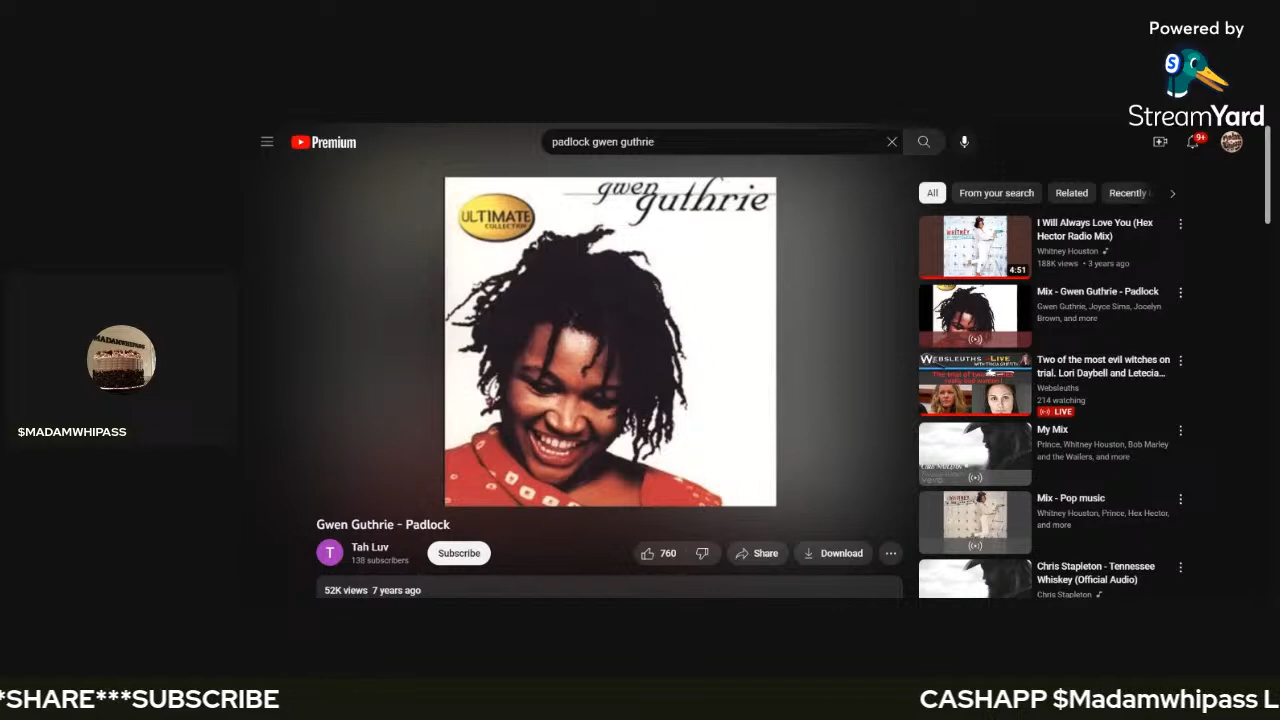 Powered by
StreamYard
Premium
padlock gwen guthrie
9+
gwen
guthrie
ULTIMATE
COLLECTION
All
From your search
Related
Recently
I Will Always Love You (Hex
Hector Radio Mix)
Whitney Houston
188K views • 3 years ago
4:51
Mix - Gwen Guthrie - Padlock
Gwen Guthrie, Joyce Sims, Jocelyn
Brown, and more
WEBSLEUTHS LIVE
Two of the most evil witches on
trial. Lori Daybell and Letecia...
Websleuths
214 watching
LIVE
My Mix
Prince, Whitney Houston, Bob Marley
and the Wailers, and more
Mix - Pop music
Whitney Houston, Prince, Hex Hector,
and more
Chris Stapleton - Tennessee
Whiskey (Official Audio)
Chris Stapleton
MADAMWHIPASS
$MADAMWHIPASS
Gwen Guthrie - Padlock
T
Tah Luv
138 subscribers
Subscribe
760
Share
Download
52K views 7 years ago
*SHARE***SUBSCRIBE
CASHAPP $Madamwhipass L